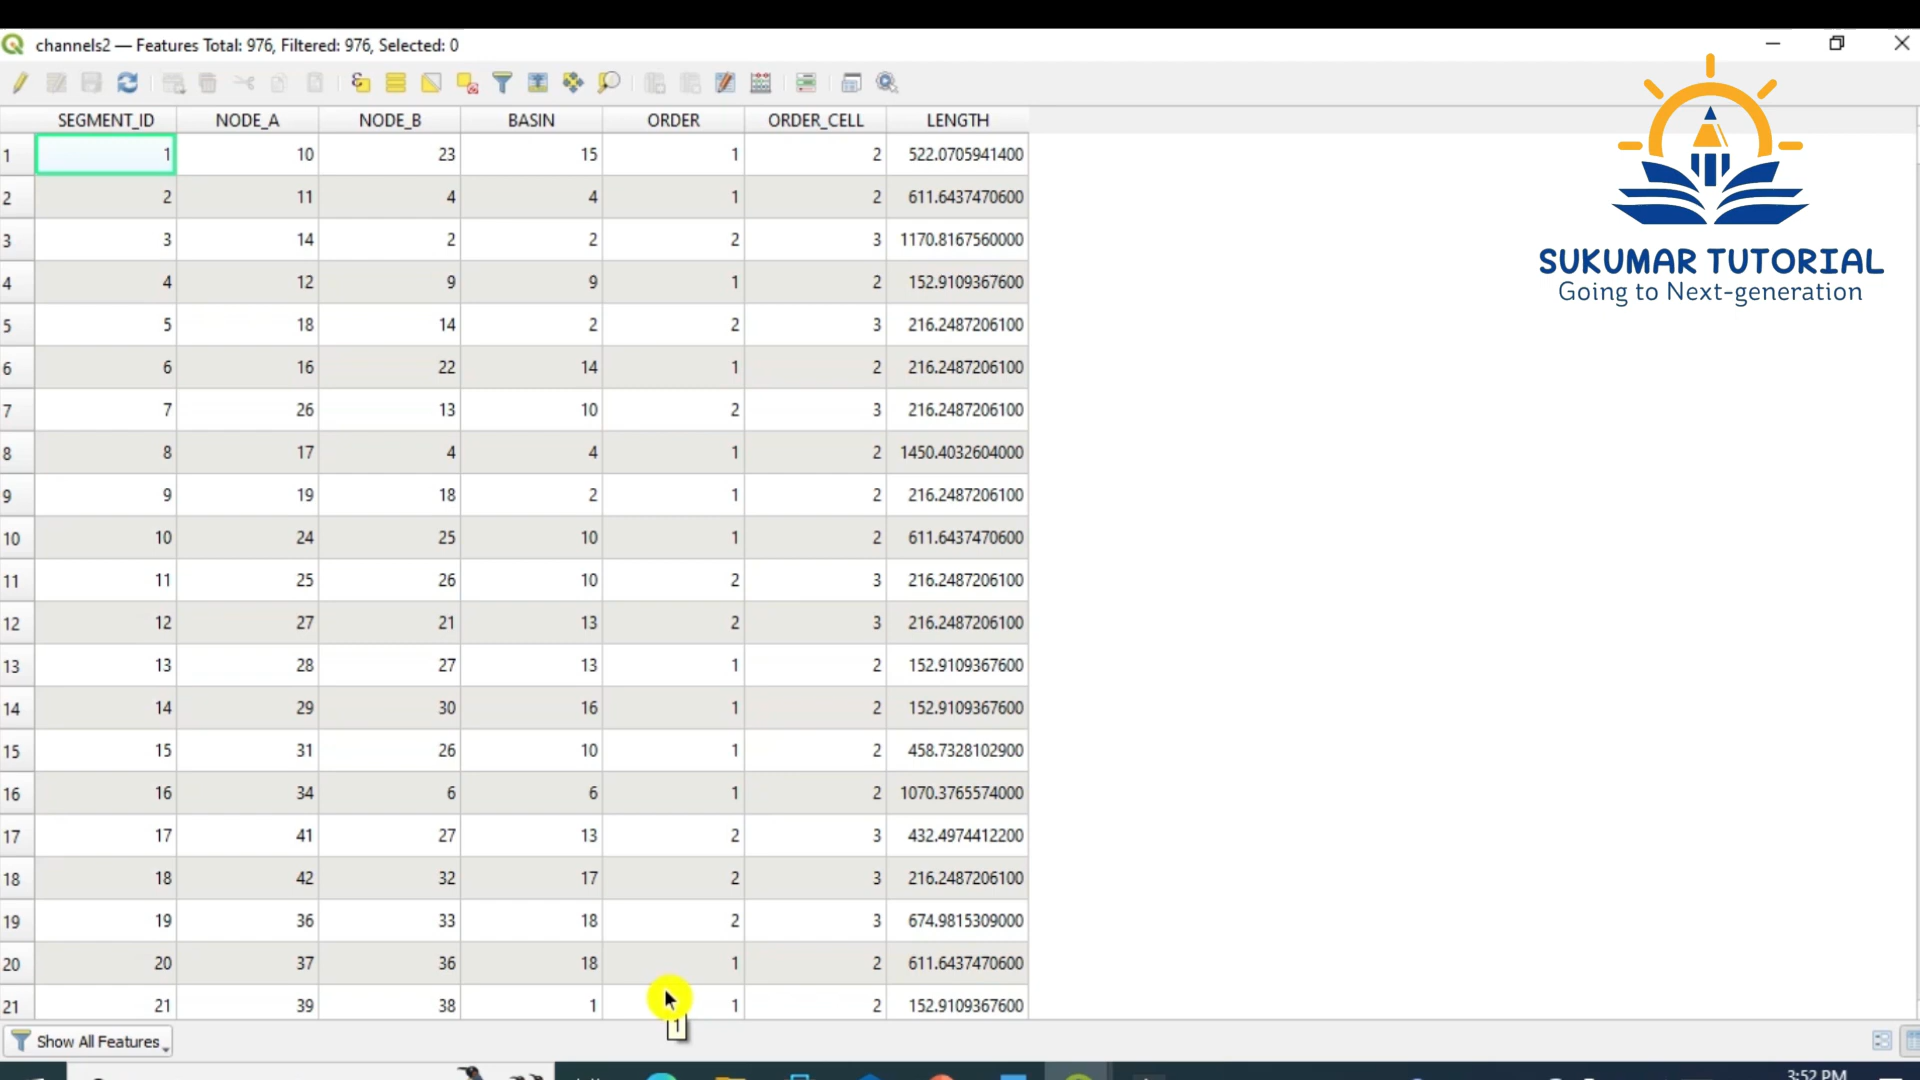 channels2 — Features Total: 976, Filtered: 976, Selected: 0
SEGMENT_ID NODE_A NODE_B BASIN ORDER ORDER_CELL LENGTH
1 1 10 23 15 1 2 522.0705941400
2 2 11 4 4 1 2 611.6437470600
3 3 14 2 2 2 3 1170.8167560000
4 4 12 9 9 1 2 152.9109367600
5 5 18 14 2 2 3 216.2487206100
6 6 16 22 14 1 2 216.2487206100
7 7 26 13 10 2 3 216.2487206100
8 8 17 4 4 1 2 1450.4032604000
9 9 19 18 2 1 2 216.2487206100
10 10 24 25 10 1 2 611.6437470600
11 11 25 26 10 2 3 216.2487206100
12 12 27 21 13 2 3 216.2487206100
13 13 28 27 13 1 2 152.9109367600
14 14 29 30 16 1 2 152.9109367600
15 15 31 26 10 1 2 458.7328102900
16 16 34 6 6 1 2 1070.3765574000
17 17 41 27 13 2 3 432.4974412200
18 18 42 32 17 2 3 216.2487206100
19 19 36 33 18 2 3 674.9815309000
20 20 37 36 18 1 2 611.6437470600
21 21 39 38 1 1 2 152.9109367600
1
Show All Features
SUKUMAR TUTORIAL
Going to Next-generation
3:52 PM